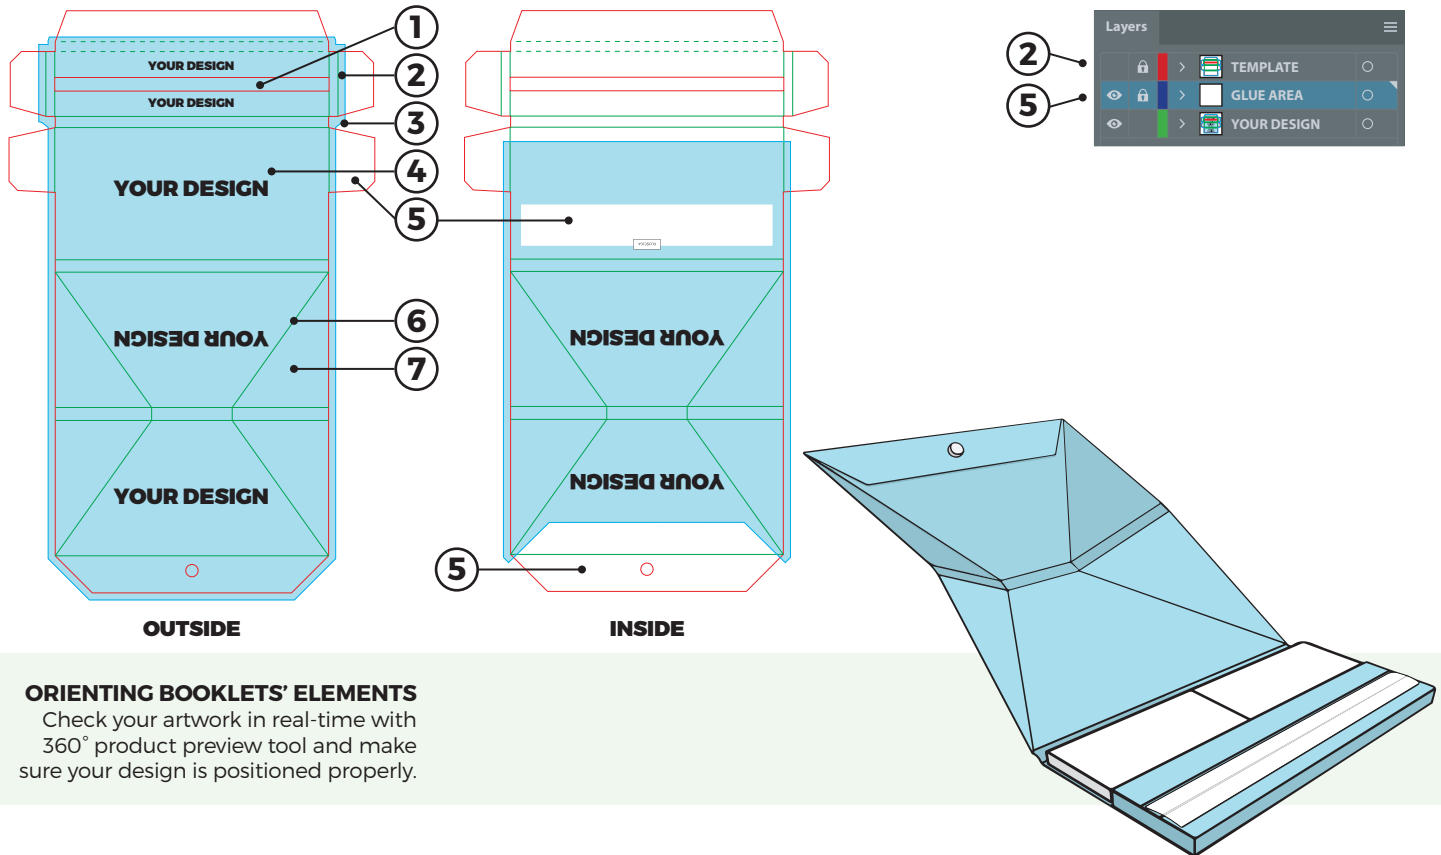 1
YOUR DESIGN
2
YOUR DESIGN
3
4
YOUR DESIGN
5
6
YOUR DESIGN
7
YOUR DESIGN
OUTSIDE
YOUR DESIGN
YOUR DESIGN
5
INSIDE
Layers
2
TEMPLATE
5
GLUE AREA
YOUR DESIGN
ORIENTING BOOKLETS’ ELEMENTS
Check your artwork in real-time with
360° product preview tool and make
sure your design is positioned properly.